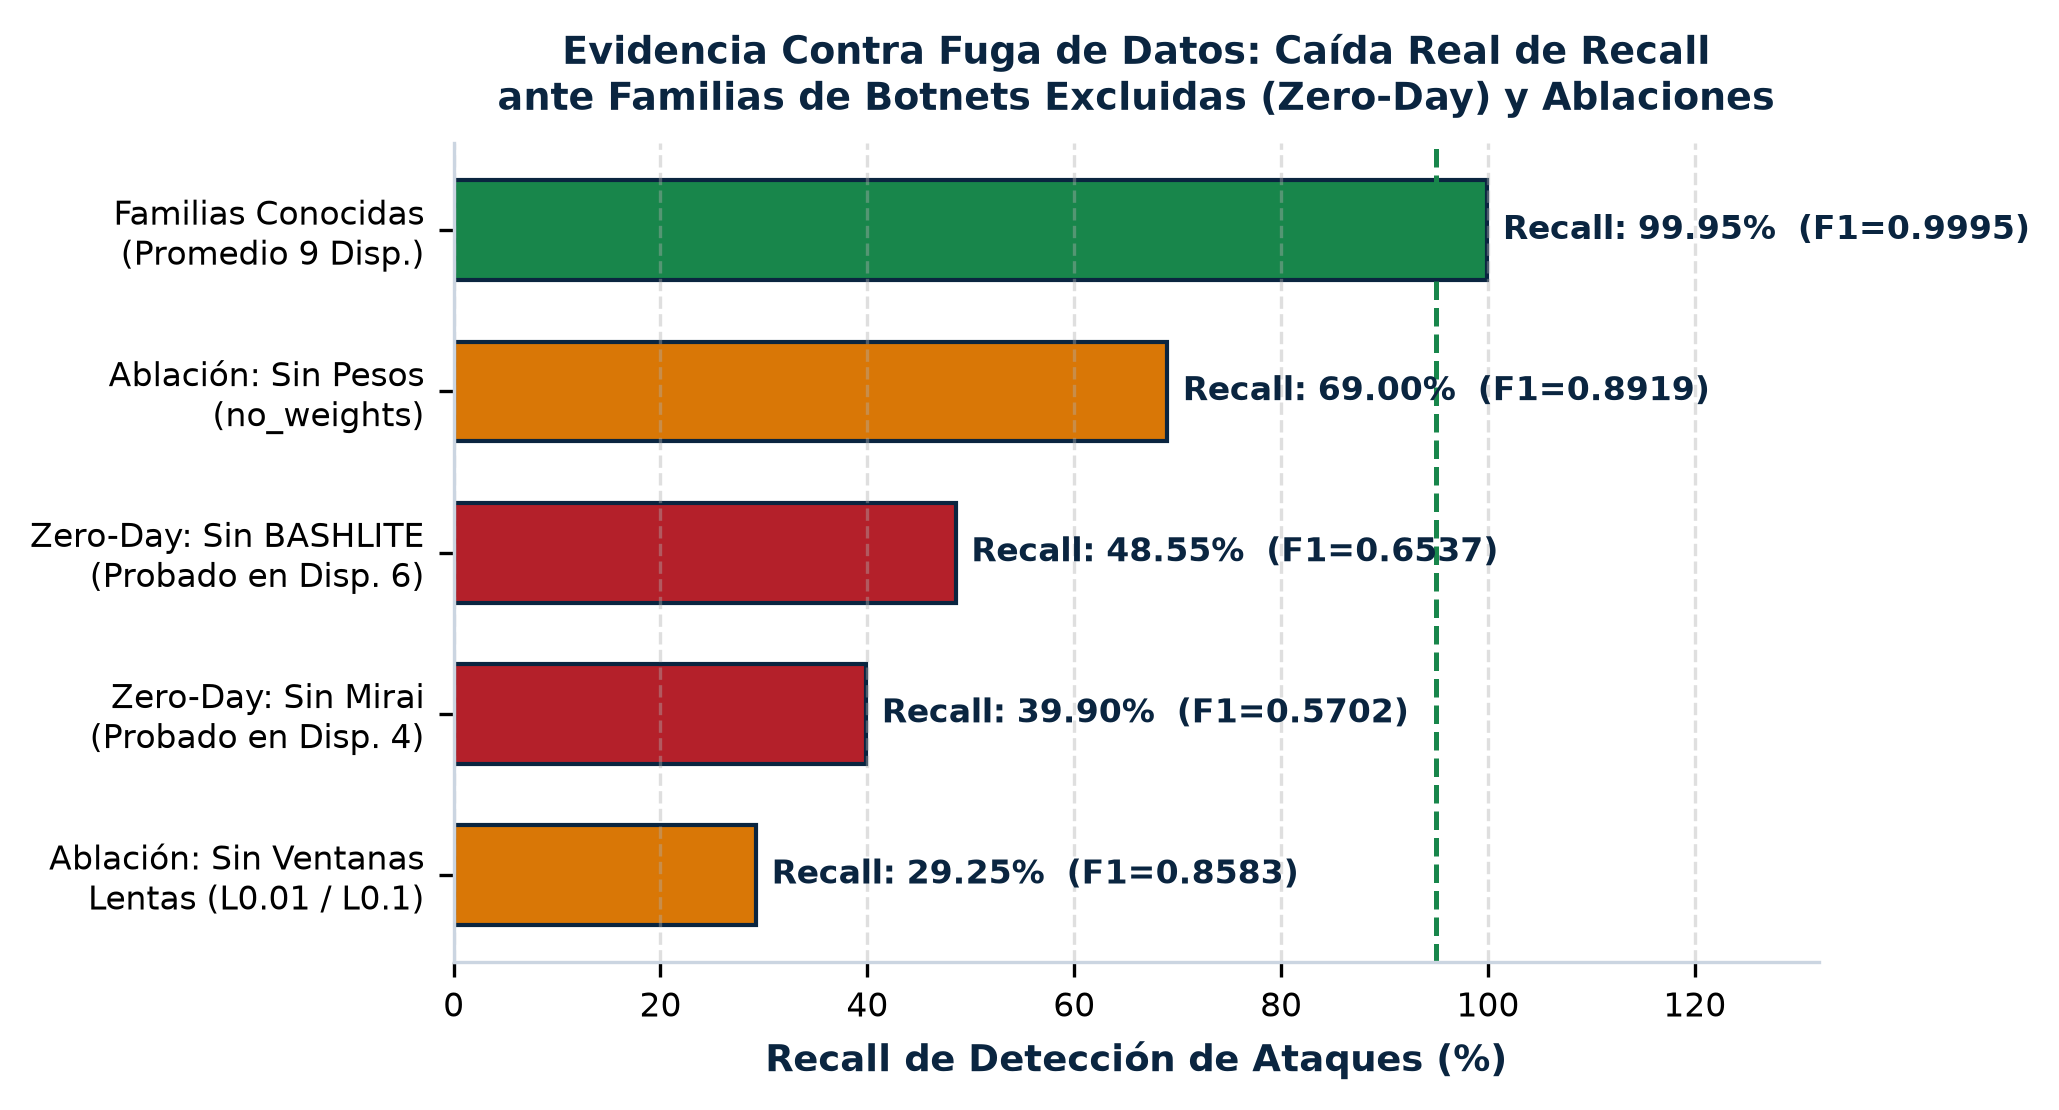 Evidencia Contra Fuga de Datos: Caída Real de Recall
ante Familias de Botnets Excluidas (Zero-Day) y Ablaciones
Familias Conocidas
(Promedio 9 Disp.)
Recall: 99.95%  (F1=0.9995)
Ablación: Sin Pesos
(no_weights)
Recall: 69.00%  (F1=0.8919)
Zero-Day: Sin BASHLITE
(Probado en Disp. 6)
Recall: 48.55%  (F1=0.6537)
Zero-Day: Sin Mirai
(Probado en Disp. 4)
Recall: 39.90%  (F1=0.5702)
Ablación: Sin Ventanas
Lentas (L0.01 / L0.1)
Recall: 29.25%  (F1=0.8583)
0 20 40 60 80 100 120
Recall de Detección de Ataques (%)